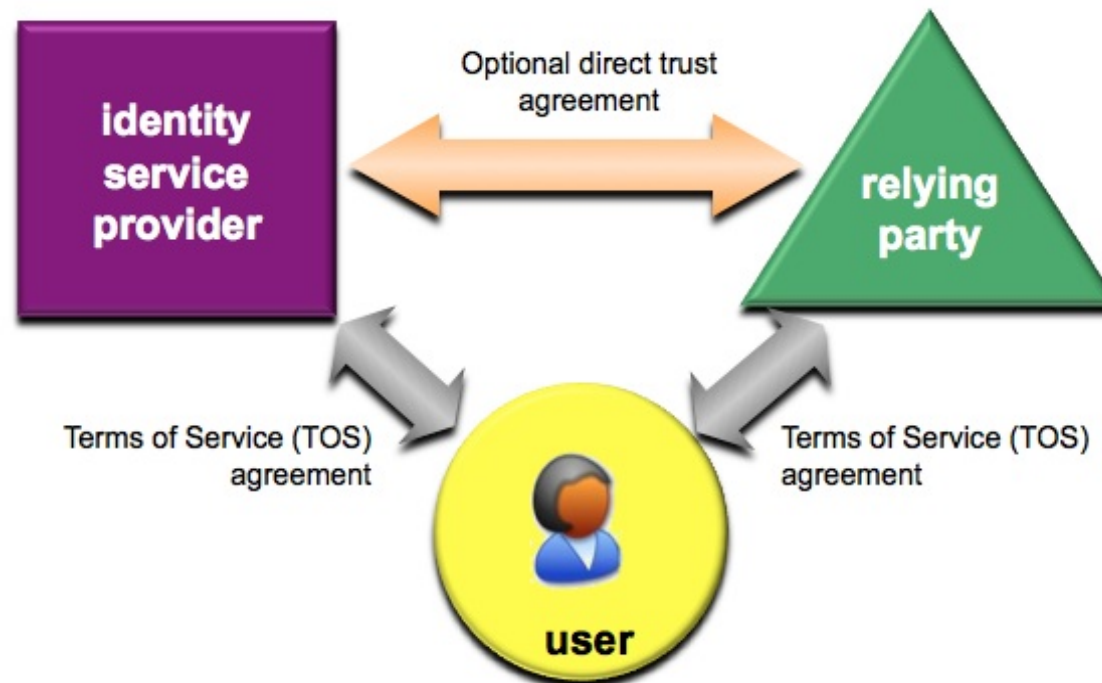 Optional direct trust
agreement
identity
service
provider
relying
party
Terms of Service (TOS)
agreement
Terms of Service (TOS)
agreement
user